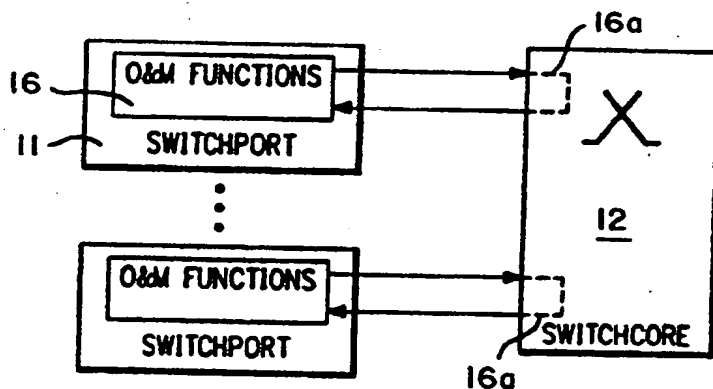 16a
O&M FUNCTIONS
16
11
SWITCHPORT
12
O&M FUNCTIONS
SWITCHPORT
SWITCHCORE
16a